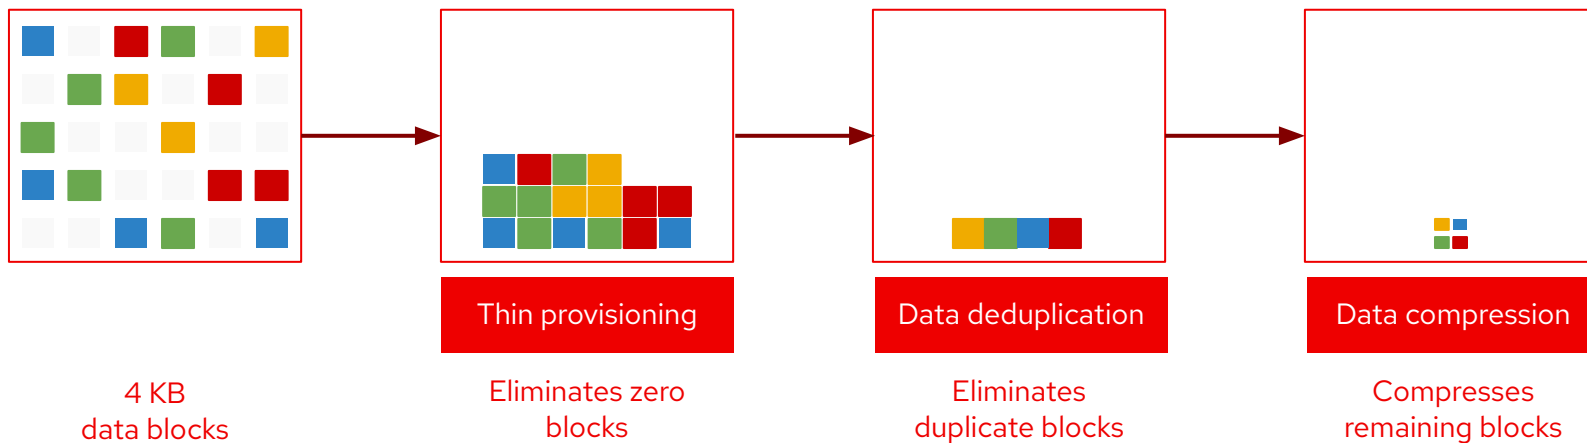 Thin provisioning
Data deduplication
Data compression
4 KB
data blocks
Eliminates zero
blocks
Eliminates
duplicate blocks
Compresses
remaining blocks